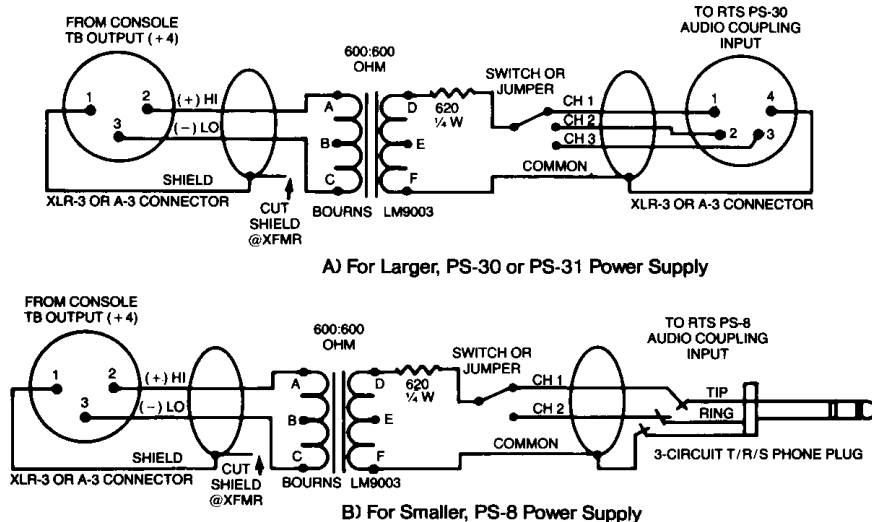 FROM CONSOLE
TB OUTPUT (+4)
1
2
3
(+) HI
(−) LO
SHIELD
XLR-3 OR A-3 CONNECTOR
CUT
SHIELD
@XFMR
600:600
OHM
A
B
C
D
E
F
BOURNS LM9003
620
¼ W
SWITCH OR
JUMPER
CH 1
CH 2
CH 3
COMMON
TO RTS PS-30
AUDIO COUPLING
INPUT
1
4
2
3
XLR-3 OR A-3 CONNECTOR
A) For Larger, PS-30 or PS-31 Power Supply
FROM CONSOLE
TB OUTPUT (+4)
1
2
3
(+) HI
(−) LO
SHIELD
XLR-3 OR A-3 CONNECTOR
CUT
SHIELD
@XFMR
600:600
OHM
A
B
C
D
E
F
BOURNS LM9003
620
¼ W
SWITCH OR
JUMPER
CH 1
CH 2
COMMON
TO RTS PS-8
AUDIO COUPLING
INPUT
TIP
RING
3-CIRCUIT T/R/S PHONE PLUG
B) For Smaller, PS-8 Power Supply